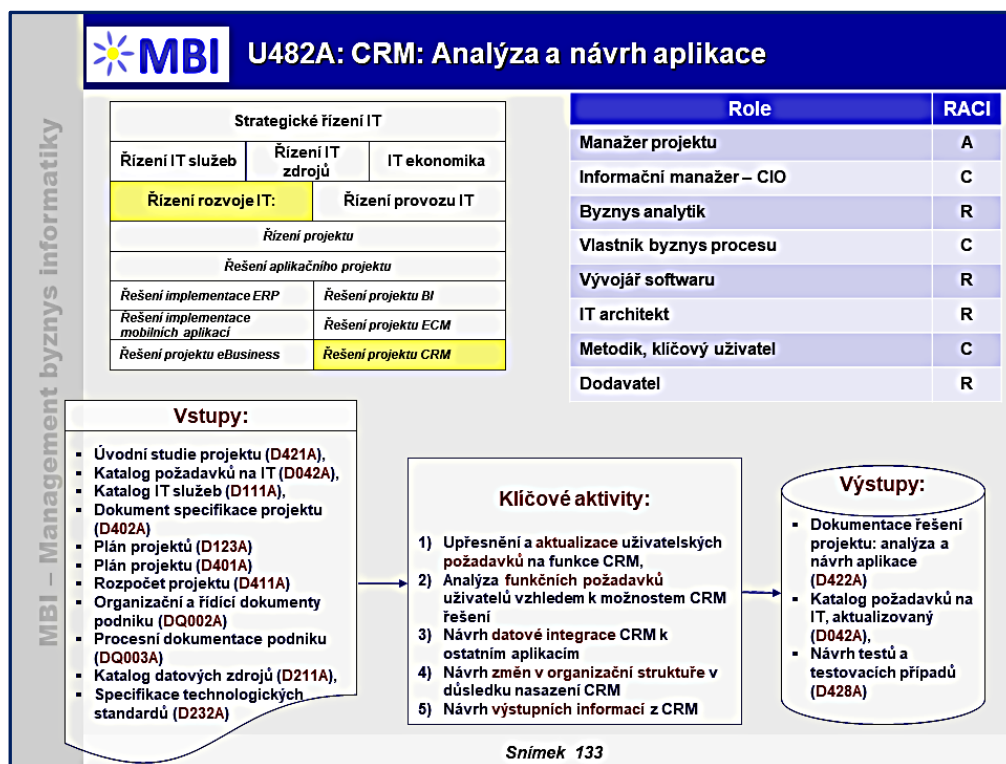 MBI
U482A: CRM: Analýza a návrh aplikace
MBI – Management byznys informatiky
Strategické řízení IT
Řízení IT služeb
Řízení IT
zdrojů
IT ekonomika
Řízení rozvoje IT:
Řízení provozu IT
Řízení projektu
Řešení aplikačního projektu
Řešení implementace ERP
Řešení projektu BI
Řešení implementace
mobilních aplikací
Řešení projektu ECM
Řešení projektu eBusiness
Řešení projektu CRM
Role RACI
Manažer projektu A
Informační manažer – CIO C
Byznys analytik R
Vlastník byznys procesu C
Vývojář softwaru R
IT architekt R
Metodik, klíčový uživatel C
Dodavatel R
Vstupy:
▪ Úvodní studie projektu (D421A),
▪ Katalog požadavků na IT (D042A),
▪ Katalog IT služeb (D111A),
▪ Dokument specifikace projektu
(D402A)
▪ Plán projektů (D123A)
▪ Plán projektu (D401A)
▪ Rozpočet projektu (D411A)
▪ Organizační a řídící dokumenty
podniku (DQ002A)
▪ Procesní dokumentace podniku
(DQ003A)
▪ Katalog datových zdrojů (D211A),
▪ Specifikace technologických
standardů (D232A)
Klíčové aktivity:
1) Upřesnění a aktualizace uživatelských
požadavků na funkce CRM,
2) Analýza funkčních požadavků
uživatelů vzhledem k možnostem CRM
řešení
3) Návrh datové integrace CRM k
ostatním aplikacím
4) Návrh změn v organizační struktuře v
důsledku nasazení CRM
5) Návrh výstupních informací z CRM
Výstupy:
▪ Dokumentace řešení
projektu: analýza a
návrh aplikace
(D422A)
▪ Katalog požadavků na
IT, aktualizovaný
(D042A),
▪ Návrh testů a
testovacích případů
(D428A)
Snímek 133